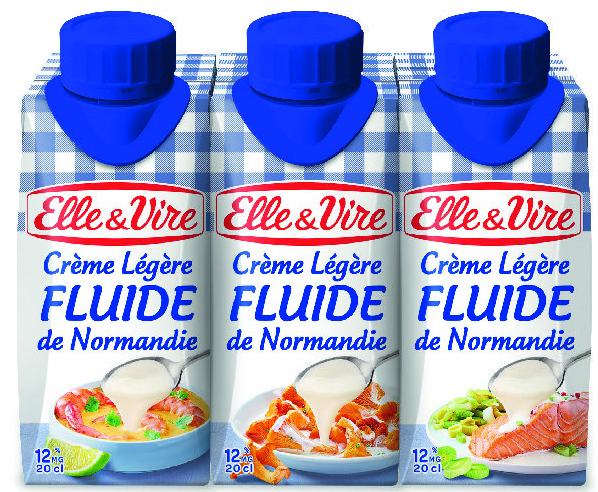 Elle & Vire
Crème Légère
FLUIDE
de Normandie
12 % MG
20 cl
Elle & Vire
Crème Légère
FLUIDE
de Normandie
12 % MG
20 cl
Elle & Vire
Crème Légère
FLUIDE
de Normandie
12 % MG
20 cl